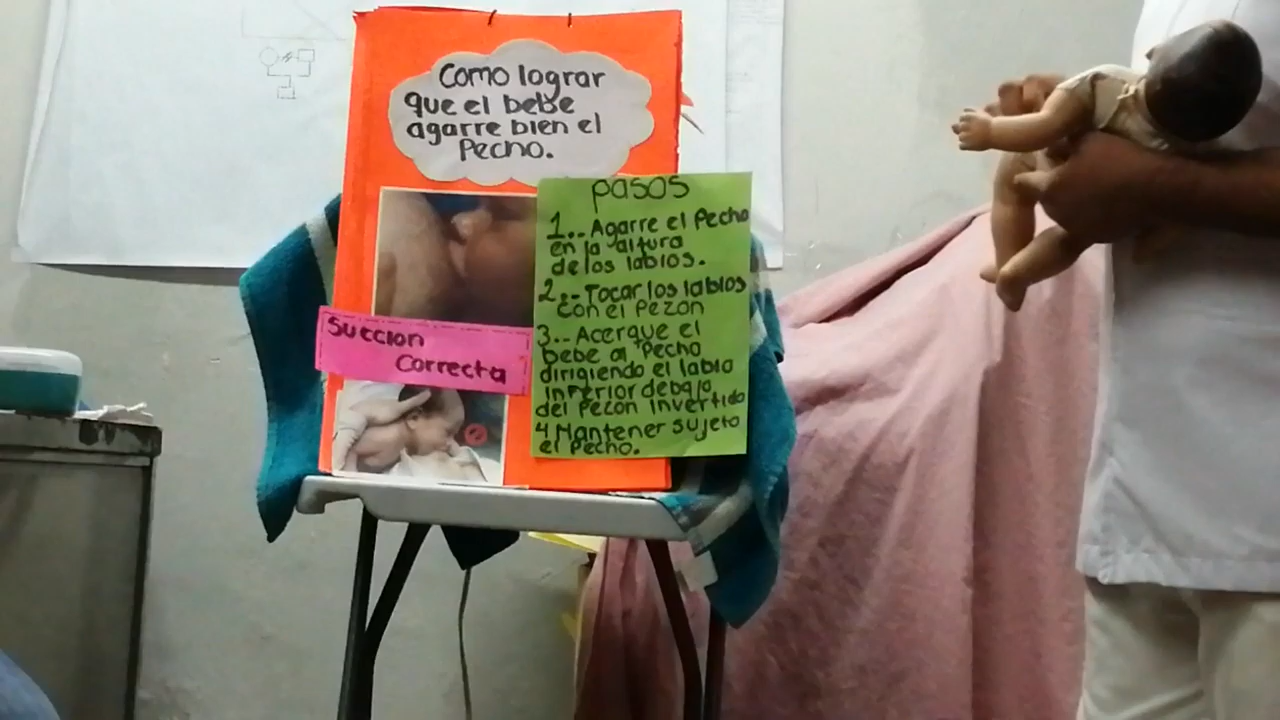 Como lograr
que el bebe
agarre bien el
Pecho.
Succion
Correcta
pasos
1.. Agarre el Pecho
en la altura
de los labios.
2.. Tocar los labios
con el Pezon
3.. Acerque el
bebe al Pecho
dirigiendo el labio
inferior debajo
del Pezon invertido
4 Mantener sujeto
el Pecho.